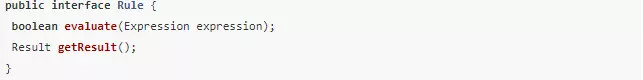 public interface Rule {
 boolean evaluate(Expression expression);
 Result getResult();
}